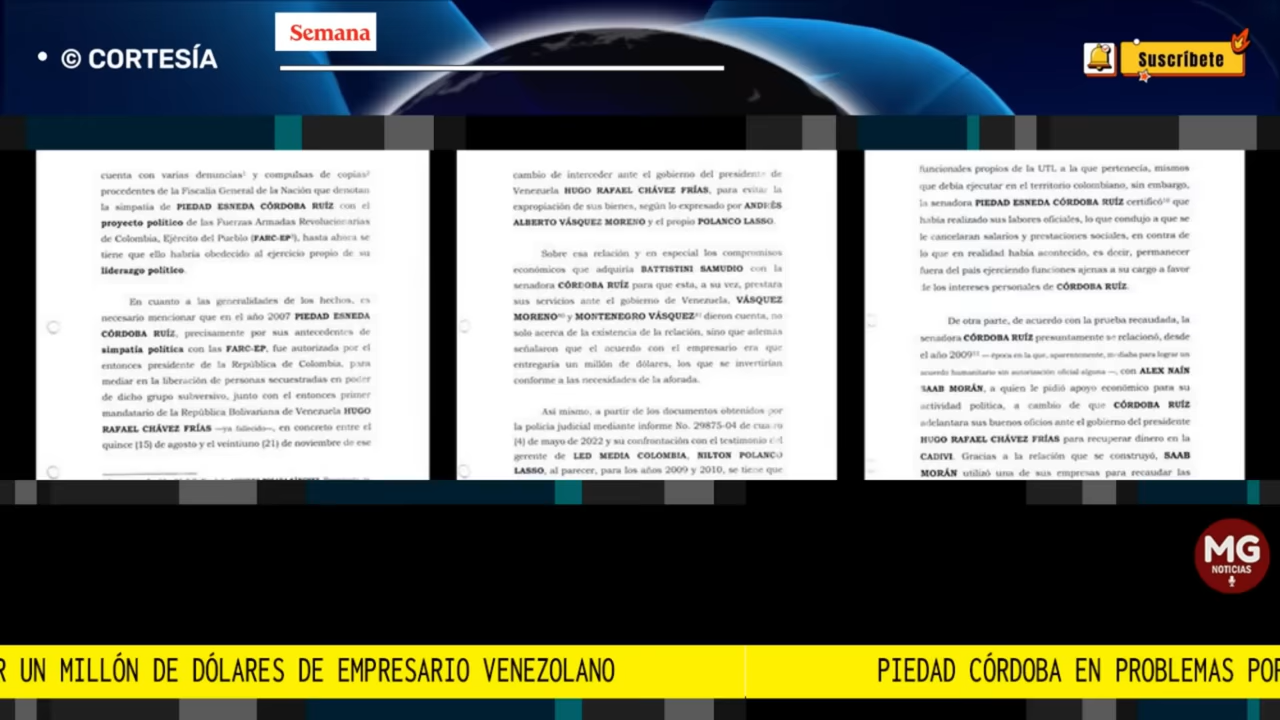 • © CORTESÍA
Semana
Suscríbete
cuenta con varias denuncias¹ y compulsas de copias²
procedentes de la Fiscalía General de la Nación que denotan
la simpatía de PIEDAD ESNEDA CÓRDOBA RUÍZ con el
proyecto político de las Fuerzas Armadas Revolucionarias
de Colombia, Ejército del Pueblo (FARC-EP³), hasta ahora se
tiene que ello habría obedecido al ejercicio propio de su
liderazgo político.
En cuanto a las generalidades de los hechos, es
necesario mencionar que en el año 2007 PIEDAD ESNEDA
CÓRDOBA RUÍZ, precisamente por sus antecedentes de
simpatía política con las FARC-EP, fue autorizada por el
entonces presidente de la República de Colombia, para
mediar en la liberación de personas secuestradas en poder
de dicho grupo subversivo, junto con el entonces primer
mandatario de la República Bolivariana de Venezuela HUGO
RAFAEL CHÁVEZ FRÍAS —ya fallecido—, en concreto entre el
quince (15) de agosto y el veintiuno (21) de noviembre de ese
cambio de interceder ante el gobierno del presidente de
Venezuela HUGO RAFAEL CHÁVEZ FRÍAS, para evitar la
expropiación de sus bienes, según lo expresado por ANDRÉS
ALBERTO VÁSQUEZ MORENO y el propio POLANCO LASSO.
Sobre esa relación y en especial los compromisos
económicos que adquiría BATTISTINI SAMUDIO con la
senadora CÓRDOBA RUÍZ para que esta, a su vez, prestara
sus servicios ante el gobierno de Venezuela, VÁSQUEZ
MORENO y MONTENEGRO VÁSQUEZ dieron cuenta, no
solo acerca de la existencia de la relación, sino que además
señalaron que el acuerdo con el empresario era que
entregaría un millón de dólares, los que se invertirían
conforme a las necesidades de la aforada.
Así mismo, a partir de los documentos obtenidos por
la policía judicial mediante informe No. 29875-04 de cuatro
(4) de mayo de 2022 y su confrontación con el testimonio del
gerente de LED MEDIA COLOMBIA, NILTON POLANCO
LASSO, al parecer, para los años 2009 y 2010, se tiene que
funcionales propios de la UTL a la que pertenecía, mismos
que debía ejecutar en el territorio colombiano, sin embargo,
la senadora PIEDAD ESNEDA CÓRDOBA RUÍZ certificó que
había realizado sus labores oficiales, lo que condujo a que se
le cancelaran salarios y prestaciones sociales, en contra de
lo que en realidad había acontecido, es decir, permanecer
fuera del país ejerciendo funciones ajenas a su cargo a favor
de los intereses personales de CÓRDOBA RUÍZ.
De otra parte, de acuerdo con la prueba recaudada, la
senadora CÓRDOBA RUÍZ presuntamente se relacionó, desde
el año 2009 — época en la que, aparentemente, mediaba para lograr un
acuerdo humanitario sin autorización oficial alguna —, con ALEX NAÍN
SAAB MORÁN, a quien le pidió apoyo económico para su
actividad política, a cambio de que CÓRDOBA RUÍZ
adelantara sus buenos oficios ante el gobierno del presidente
HUGO RAFAEL CHÁVEZ FRÍAS para recuperar dinero en la
CADIVI. Gracias a la relación que se construyó, SAAB
MORÁN utilizó una de sus empresas para recaudar las
MG
NOTICIAS
R UN MILLÓN DE DÓLARES DE EMPRESARIO VENEZOLANO
PIEDAD CÓRDOBA EN PROBLEMAS POR